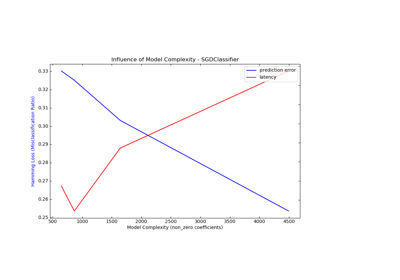 Influence of Model Complexity - SGDClassifier
prediction error
latency
Hamming Loss (Misclassification Ratio)
0.33
0.32
0.31
0.30
0.29
0.28
0.27
0.26
0.25
500 1000 1500 2000 2500 3000 3500 4000 4500 5000
Model Complexity (non_zero coefficients)